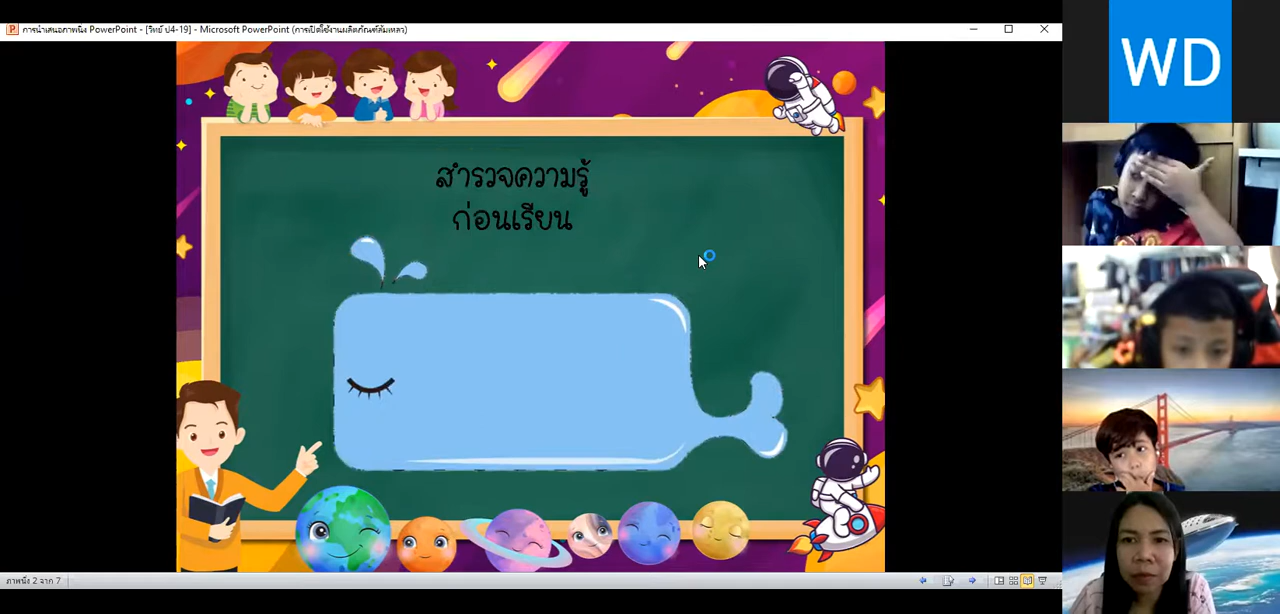 การนำเสนอภาพนิ่ง PowerPoint - [วิทย์ ป4-19] - Microsoft PowerPoint (การเปิดใช้งานผลิตภัณฑ์ล้มเหลว)
WD
สำรวจความรู้
ก่อนเรียน
ภาพนิ่ง 2 จาก 7